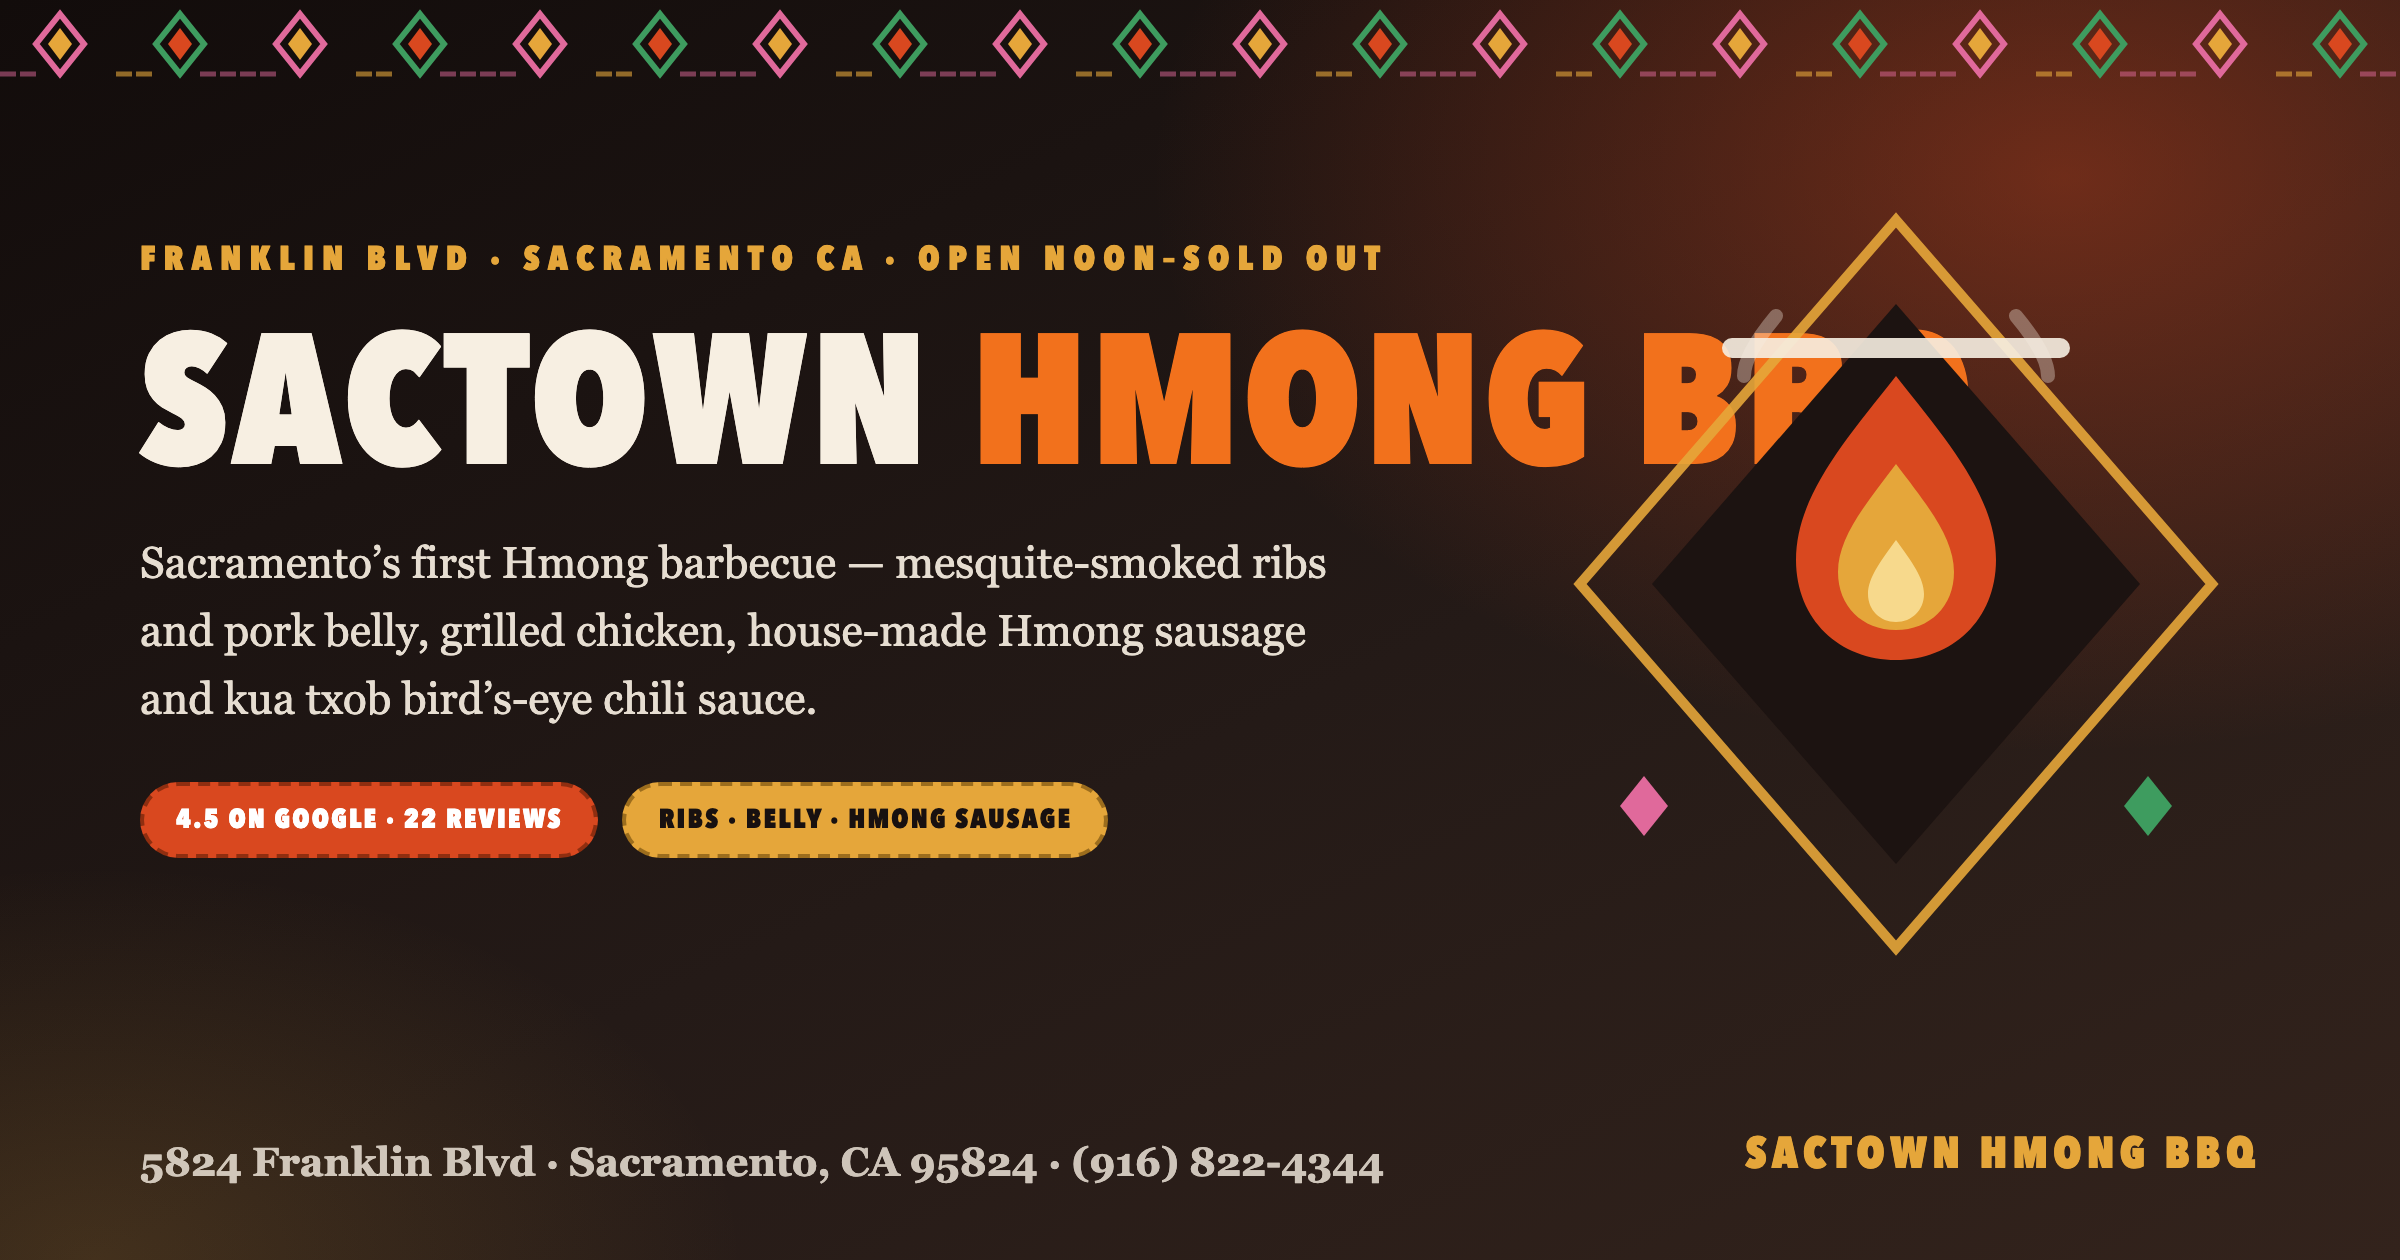 FRANKLIN BLVD · SACRAMENTO CA · OPEN NOON–SOLD OUT
SACTOWN HMONG BBQ
Sacramento’s first Hmong barbecue — mesquite-smoked ribs
and pork belly, grilled chicken, house-made Hmong sausage
and kua txob bird’s-eye chili sauce.
4.5 ON GOOGLE · 22 REVIEWS
RIBS · BELLY · HMONG SAUSAGE
5824 Franklin Blvd · Sacramento, CA 95824 · (916) 822-4344
SACTOWN HMONG BBQ